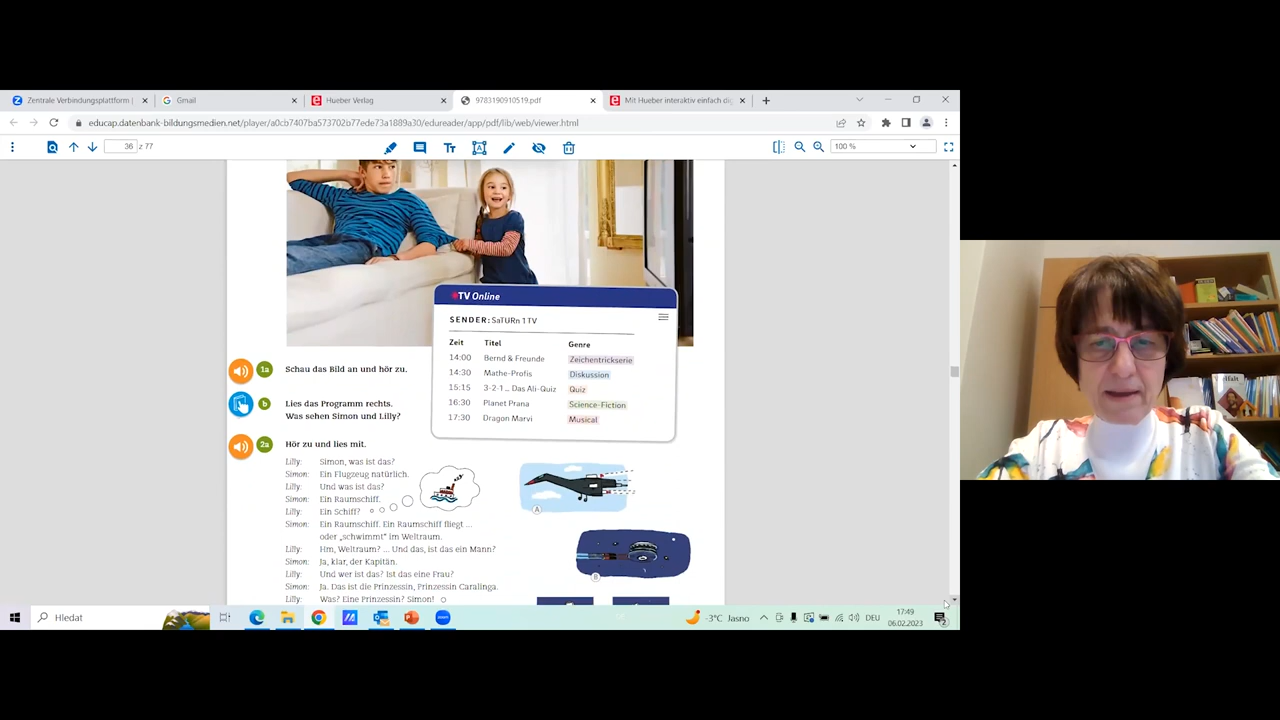 Zentrale Verbindungsplattform |
Gmail
Hueber Verlag
9783190910519.pdf
Mit Hueber interaktiv einfach dig
educap.datenbank-bildungsmedien.net/player/a0cb7407ba573702b77ede73a1889a30/edureader/app/pdf/lib/web/viewer.html
36 z 77
100 %
TV Online
SENDER: SaTURn 1 TV
Zeit Titel Genre
14:00 Bernd & Freunde Zeichentrickserie
14:30 Mathe-Profis Diskussion
15:15 3-2-1 ... Das Ali-Quiz Quiz
16:30 Planet Prana Science-Fiction
17:30 Dragon Marvi Musical
1a Schau das Bild an und hör zu.
b Lies das Programm rechts.
Was sehen Simon und Lilly?
2a Hör zu und lies mit.
Lilly: Simon, was ist das?
Simon: Ein Flugzeug natürlich.
Lilly: Und was ist das?
Simon: Ein Raumschiff.
Lilly: Ein Schiff?
Simon: Ein Raumschiff. Ein Raumschiff fliegt ...
oder „schwimmt" im Weltraum.
Lilly: Hm, Weltraum? ... Und das, ist das ein Mann?
Simon: Ja, klar, der Kapitän.
Lilly: Und wer ist das? Ist das eine Frau?
Simon: Ja. Das ist die Prinzessin, Prinzessin Caralinga.
Lilly: Was? Eine Prinzessin? Simon!
A
B
Hledat
-3°C Jasno
DEU
17:49
06.02.2023
2